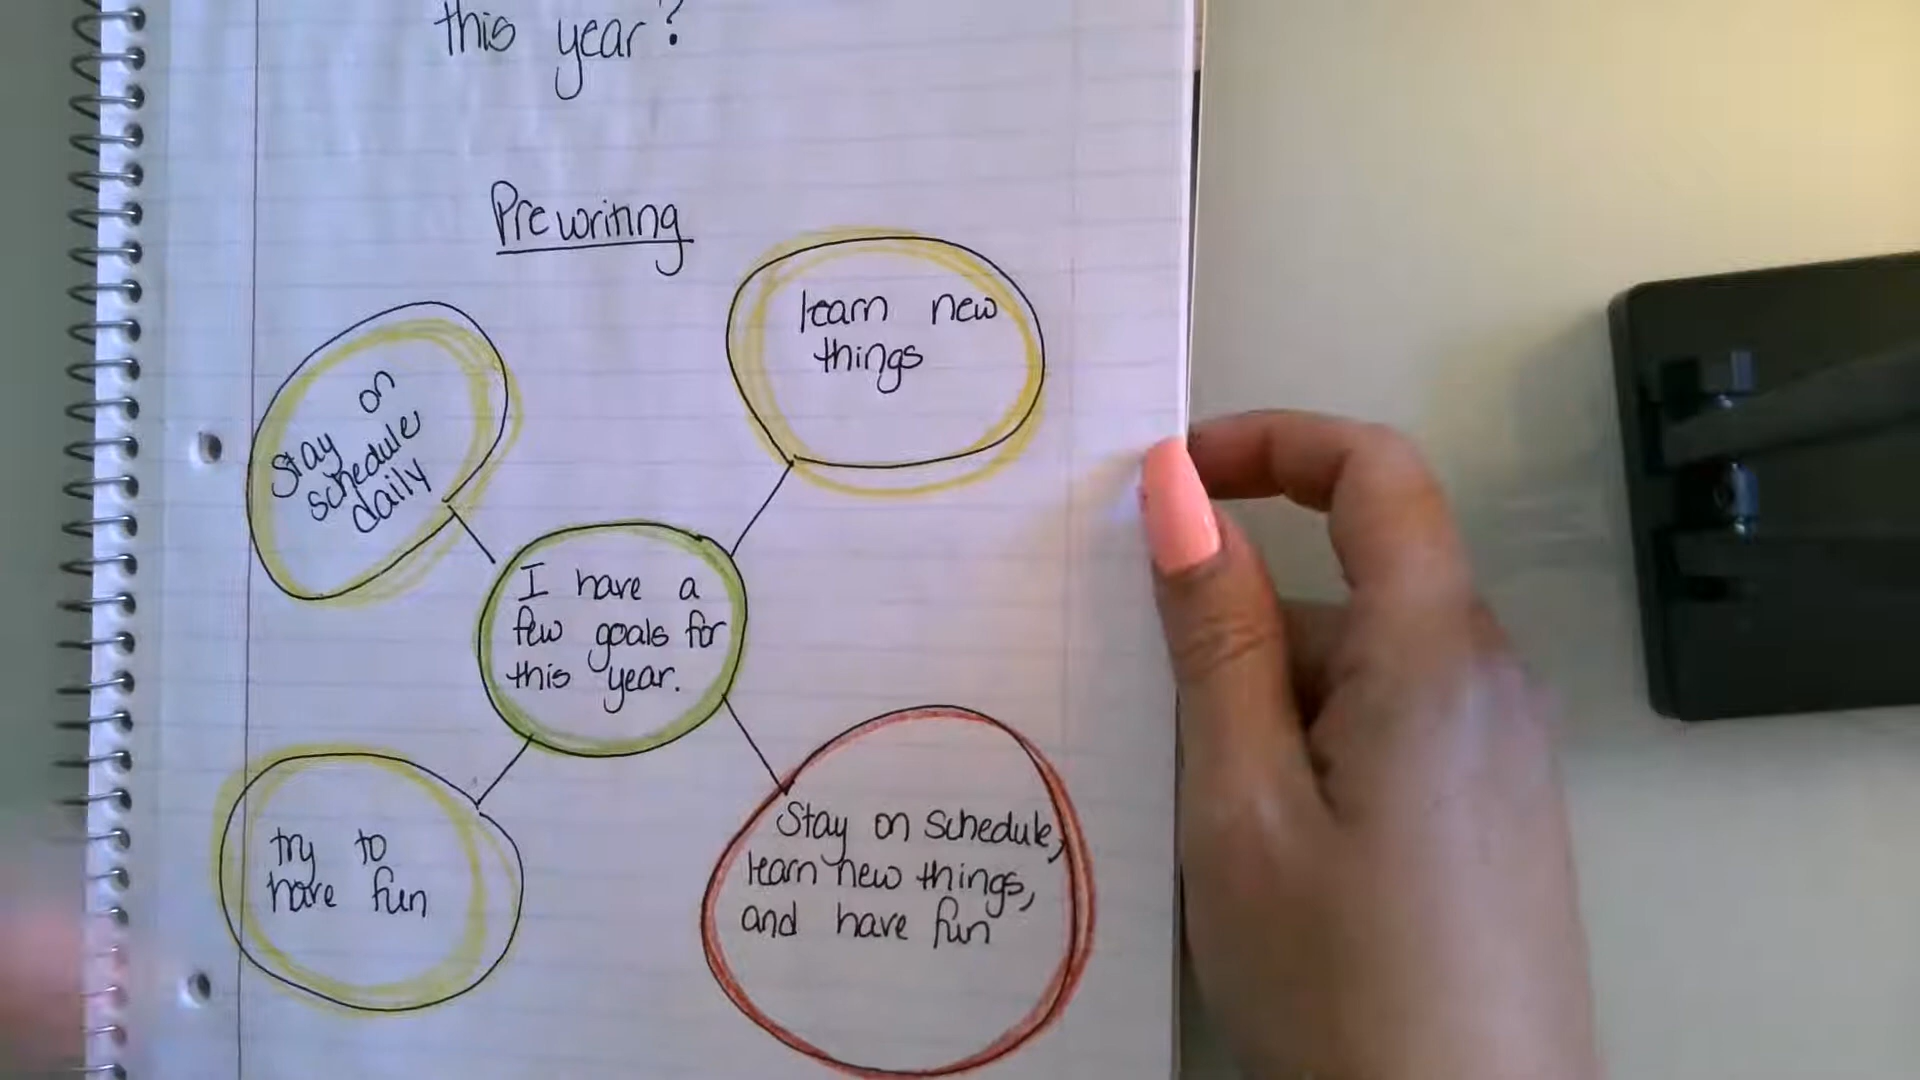 this year?
Prewriting
Stay on
schedule
daily
learn new
things
I have a
few goals for
this year.
try to
have fun
Stay on Schedule,
learn new things,
and have fun